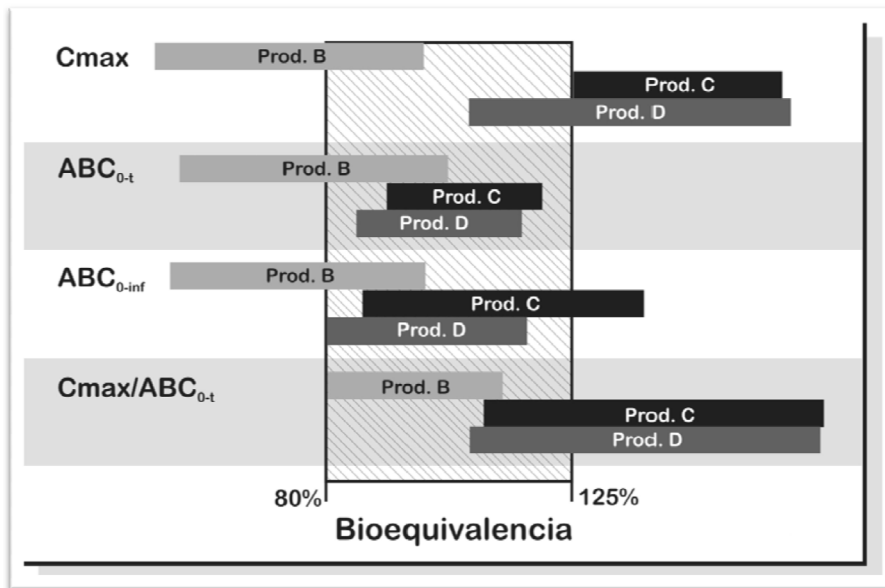 Cmax
Prod. B
Prod. C
Prod. D
ABC0-t
Prod. B
Prod. C
Prod. D
ABC0-inf
Prod. B
Prod. C
Prod. D
Cmax/ABC0-t
Prod. B
Prod. C
Prod. D
80% 125%
Bioequivalencia